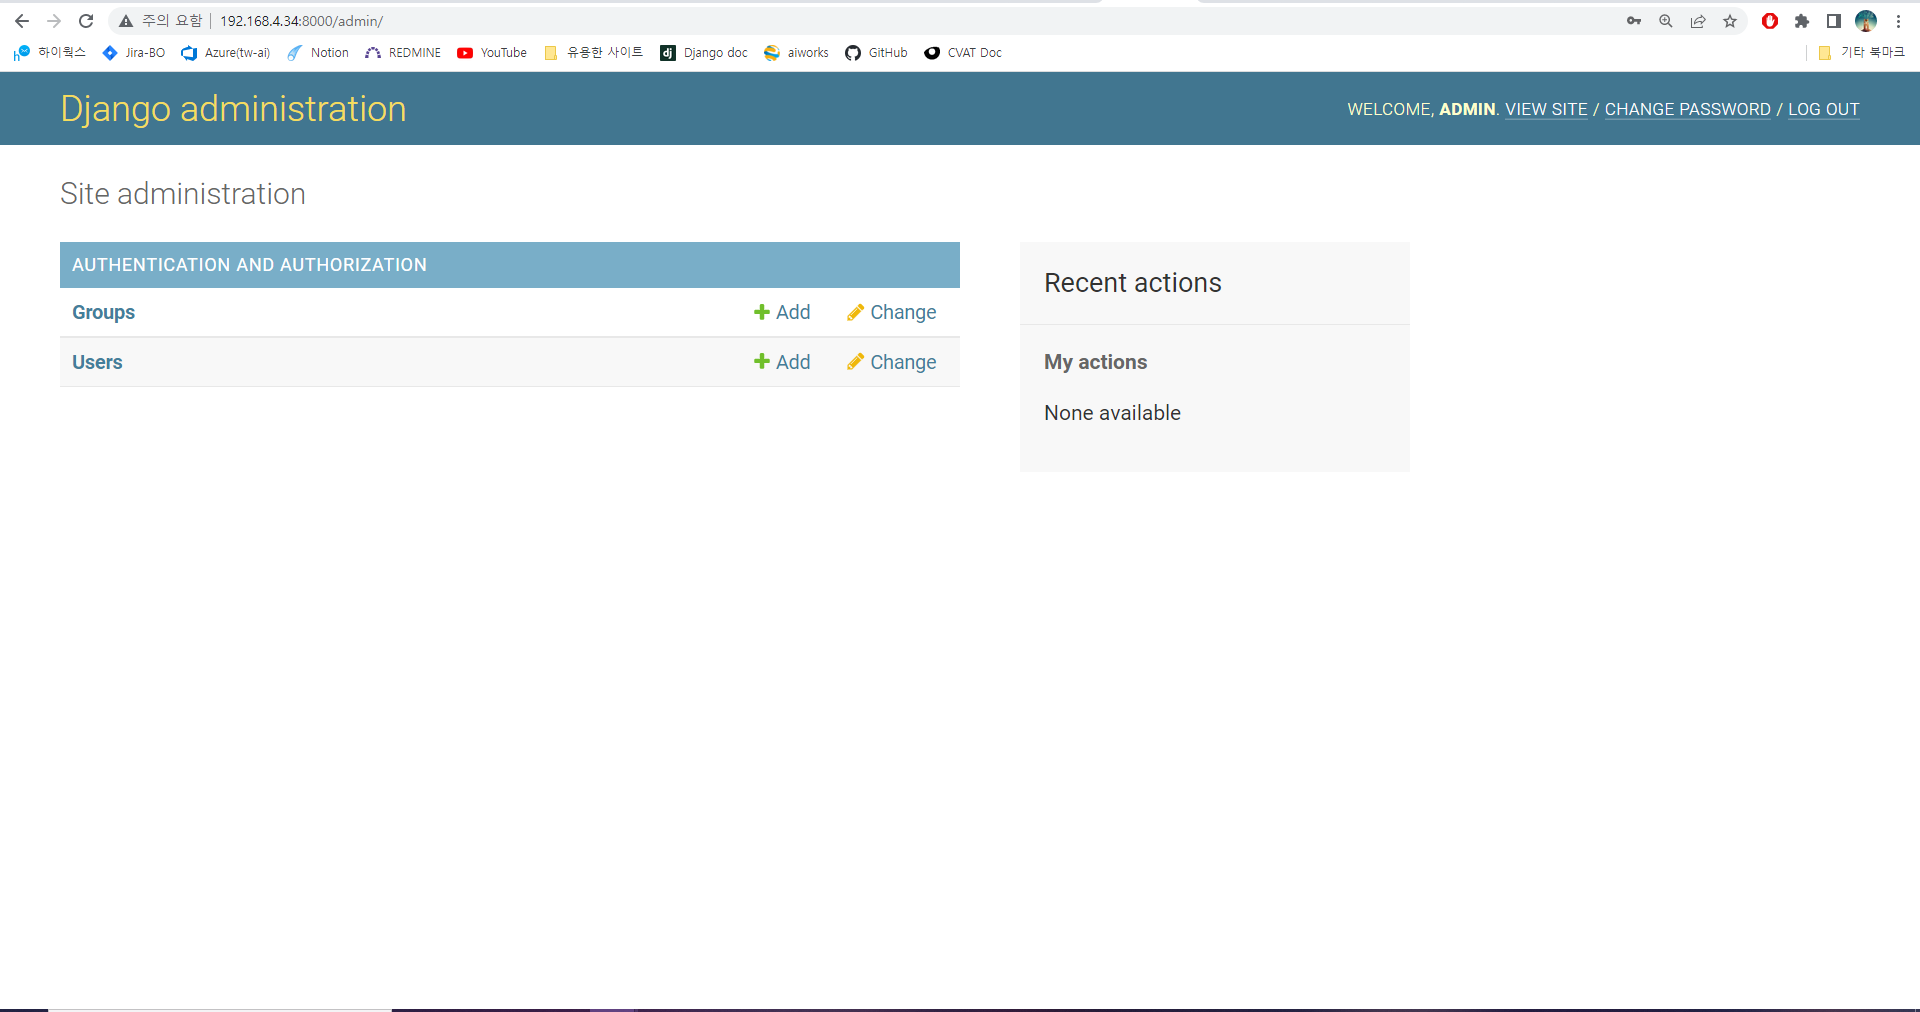 주의 요함 | 192.168.4.34:8000/admin/
하이웍스 Jira-BO Azure(tw-ai) Notion REDMINE YouTube 유용한 사이트 dj Django doc aiworks GitHub CVAT Doc 기타 북마크
Django administration
WELCOME, ADMIN. VIEW SITE / CHANGE PASSWORD / LOG OUT
Site administration
AUTHENTICATION AND AUTHORIZATION
Groups Add Change
Users Add Change
Recent actions
My actions
None available